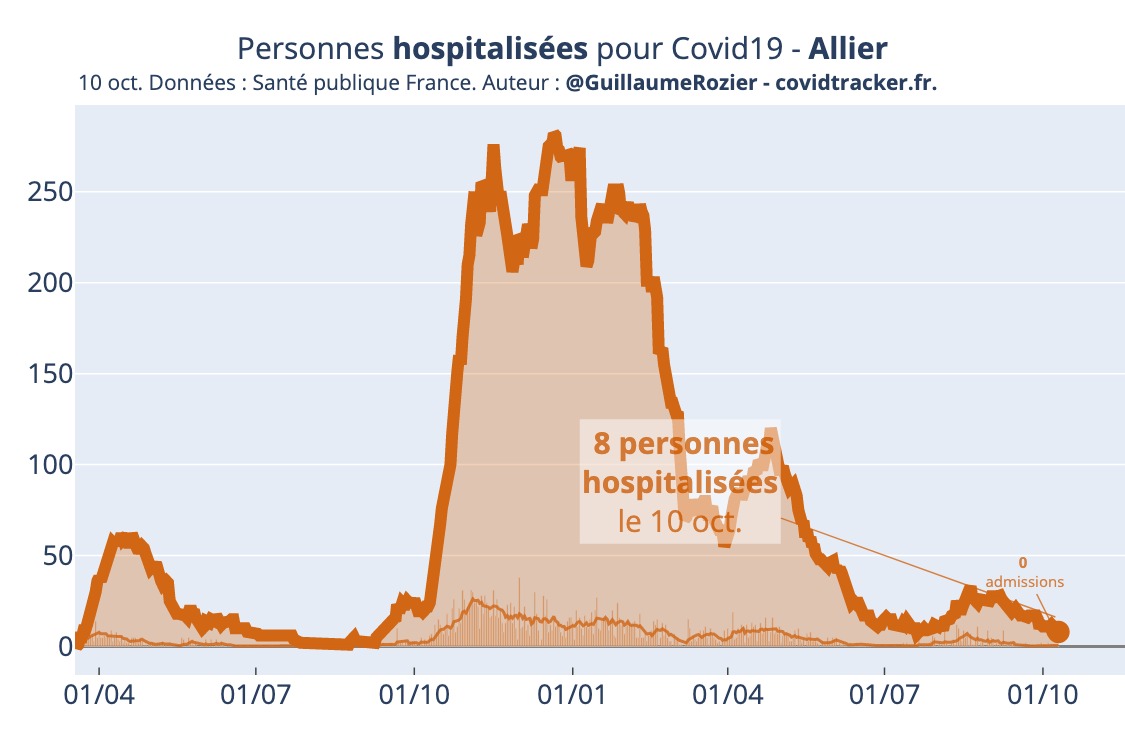 Personnes hospitalisées pour Covid19 - Allier
10 oct. Données : Santé publique France. Auteur : @GuillaumeRozier - covidtracker.fr.
250
200
150
100
50
0
8 personnes
hospitalisées
le 10 oct.
0
admissions
01/04 01/07 01/10 01/01 01/04 01/07 01/10